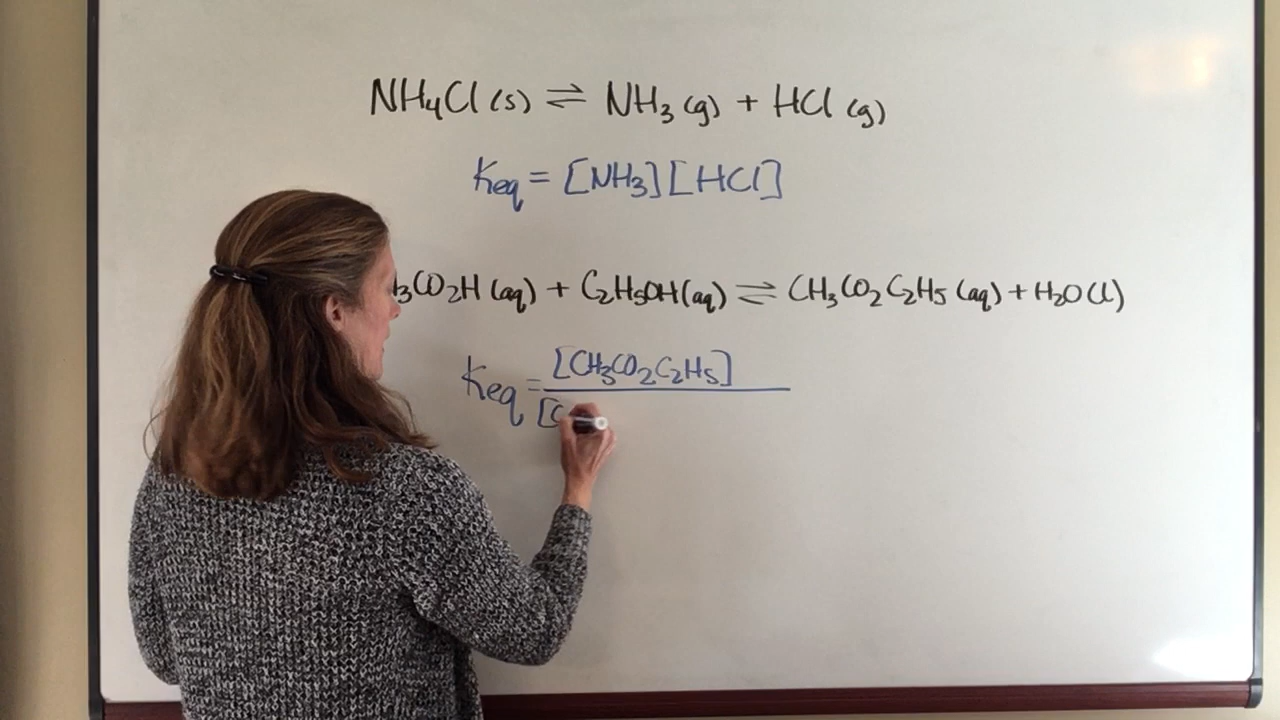 NH₄Cl (s) ⇌ NH₃ (g) + HCl (g)
Keq = [NH₃][HCl]
₃CO₂H (aq) + C₂H₅OH (aq) ⇌ CH₃CO₂C₂H₅ (aq) + H₂O (l)
Keq = [CH₃CO₂C₂H₅]
[C